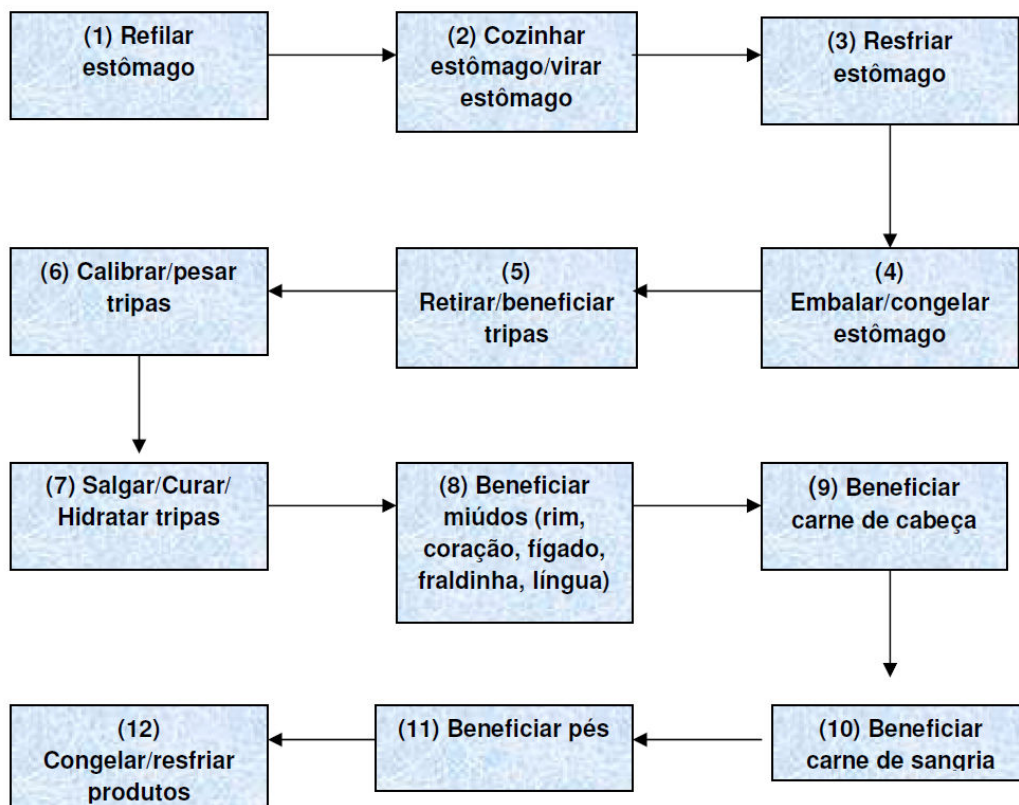 (1) Refilar
estômago
(2) Cozinhar
estômago/virar
estômago
(3) Resfriar
estômago
(4)
Embalar/congelar
estômago
(5)
Retirar/beneficiar
tripas
(6) Calibrar/pesar
tripas
(7) Salgar/Curar/
Hidratar tripas
(8) Beneficiar
miúdos (rim,
coração, fígado,
fraldinha, língua)
(9) Beneficiar
carne de cabeça
(10) Beneficiar
carne de sangria
(11) Beneficiar pés
(12)
Congelar/resfriar
produtos